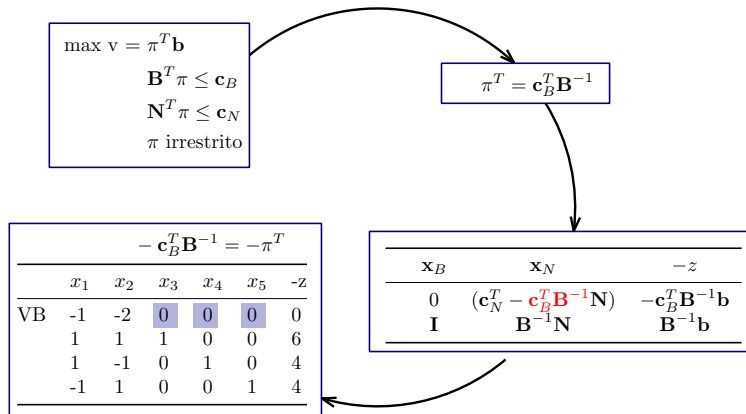 max v = π^T b
B^T π ≤ c_B
N^T π ≤ c_N
π irrestrito
π^T = c_B^T B^{-1}
- c_B^T B^{-1} = -π^T
x_1 x_2 x_3 x_4 x_5 -z
VB -1 -2 0 0 0 0
1 1 1 0 0 6
1 -1 0 1 0 4
-1 1 0 0 1 4
x_B x_N -z
0 (c_N^T - c_B^T B^{-1} N) -c_B^T B^{-1} b
I B^{-1} N B^{-1} b